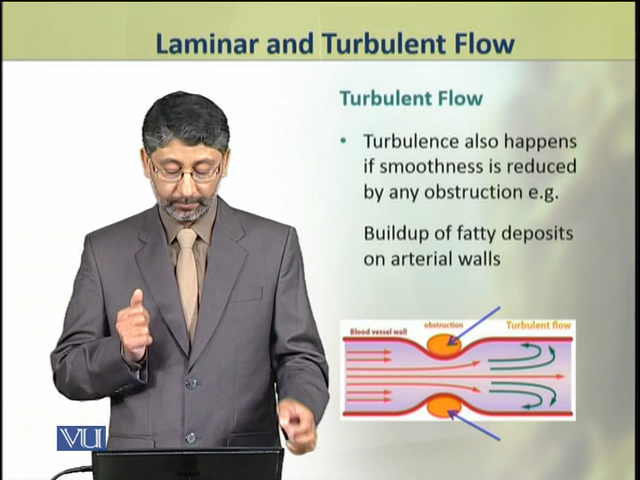 Laminar and Turbulent Flow
Turbulent Flow
• Turbulence also happens
if smoothness is reduced
by any obstruction e.g.
Buildup of fatty deposits
on arterial walls
Blood vessel wall
obstruction
Turbulent flow
VU